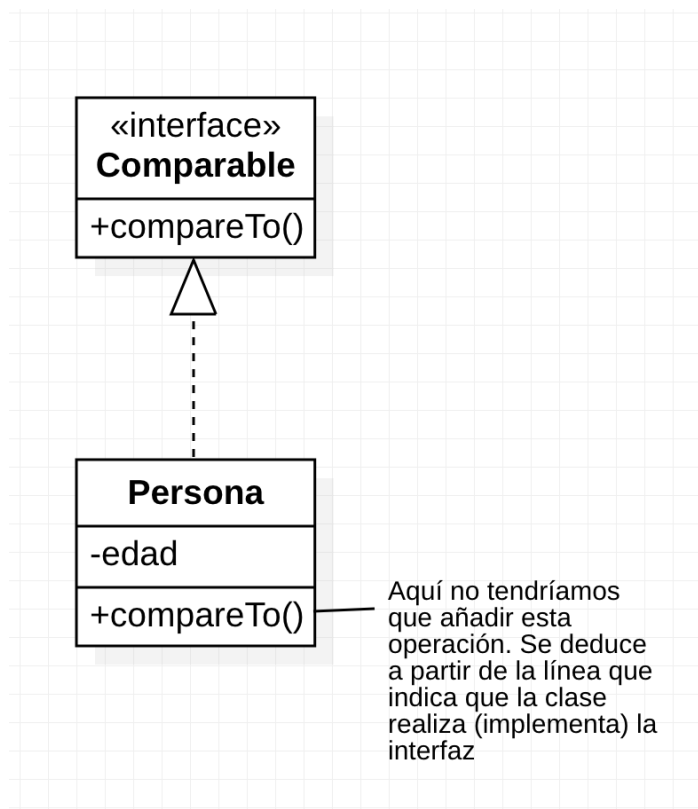 «interface»
Comparable
+compareTo()
Persona
-edad
+compareTo()
Aquí no tendríamos
que añadir esta
operación. Se deduce
a partir de la línea que
indica que la clase
realiza (implementa) la
interfaz